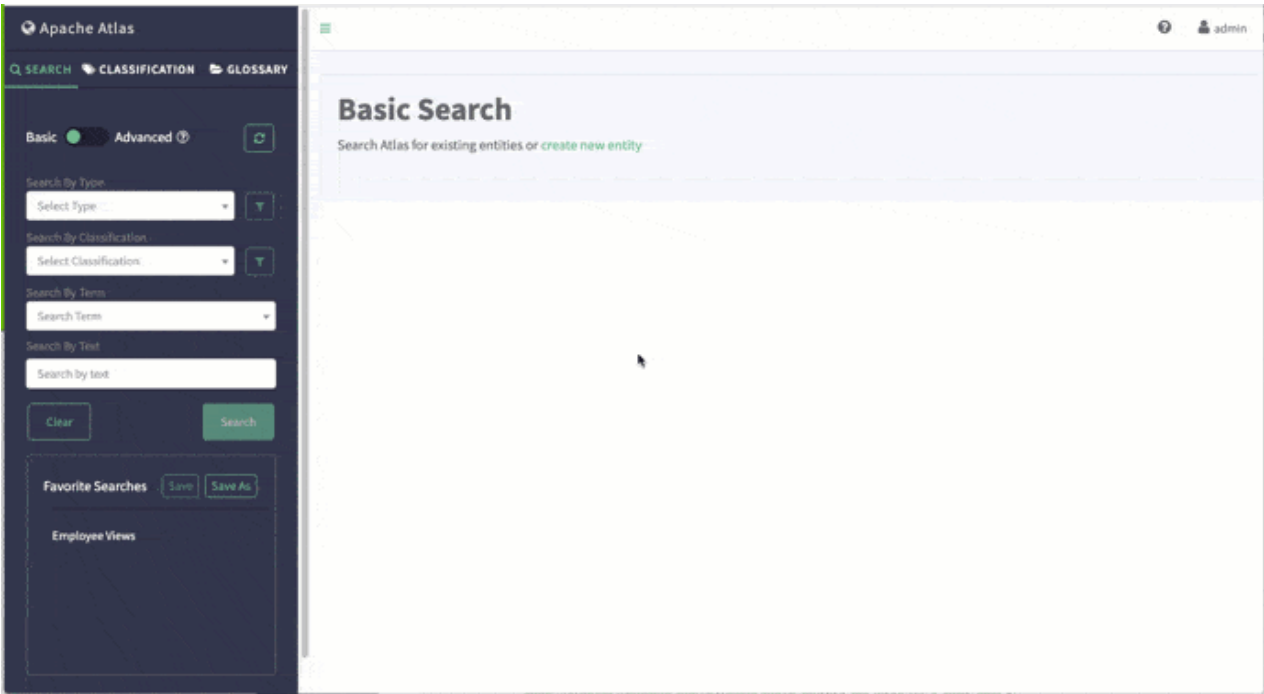 Apache Atlas
admin
SEARCH CLASSIFICATION GLOSSARY
Basic Search
Search Atlas for existing entities or create new entity
Basic Advanced
Search By Type
Select Type
Search By Classification
Select Classification
Search By Term
Search Term
Search By Text
Search by text
Clear Search
Favorite Searches Save Save As
Employee Views